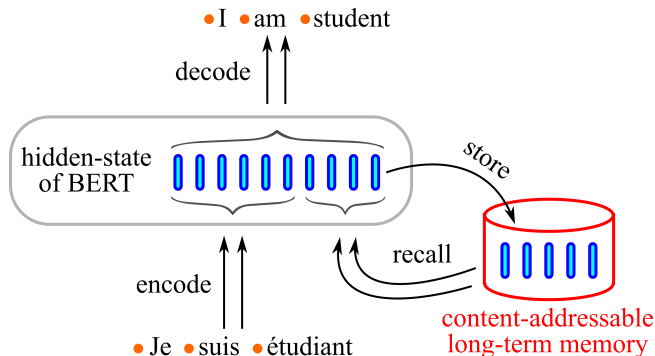 • I • am • student
decode
hidden-state
of BERT
store
recall
encode
content-addressable
long-term memory
• Je • suis • étudiant